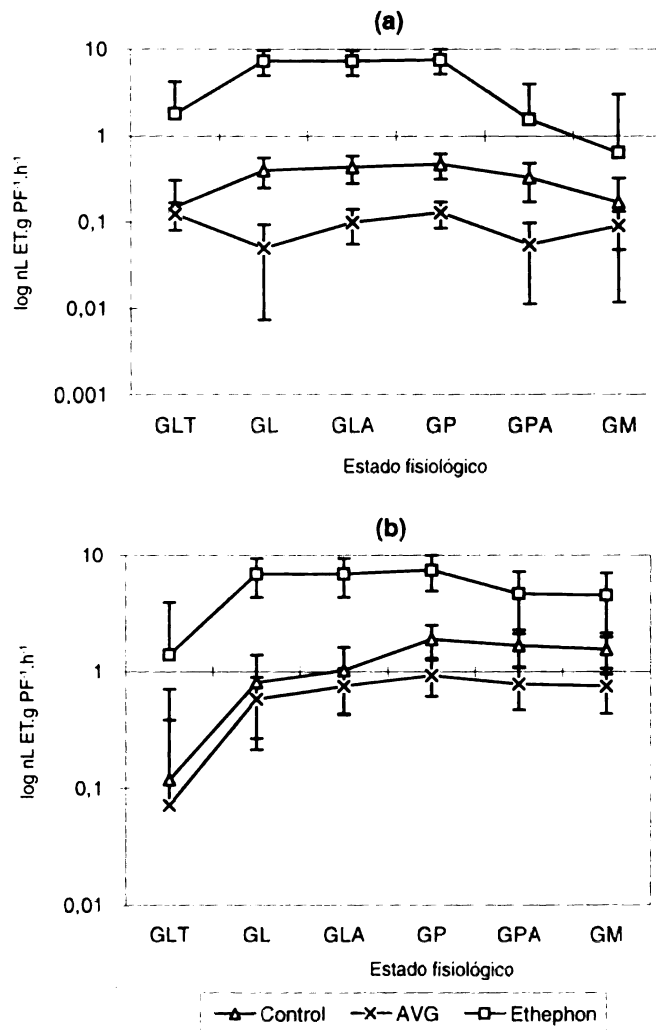 (a)
10
1
0.1
0,01
0.001
log nL ET.g PF⁻¹.h⁻¹
GLT GL GLA GP GPA GM
Estado fisiológico
(b)
10
1
0,1
0,01
log nL ET.g PF⁻¹.h⁻¹
GLT GL GLA GP GPA GM
Estado fisiológico
Control AVG Ethephon